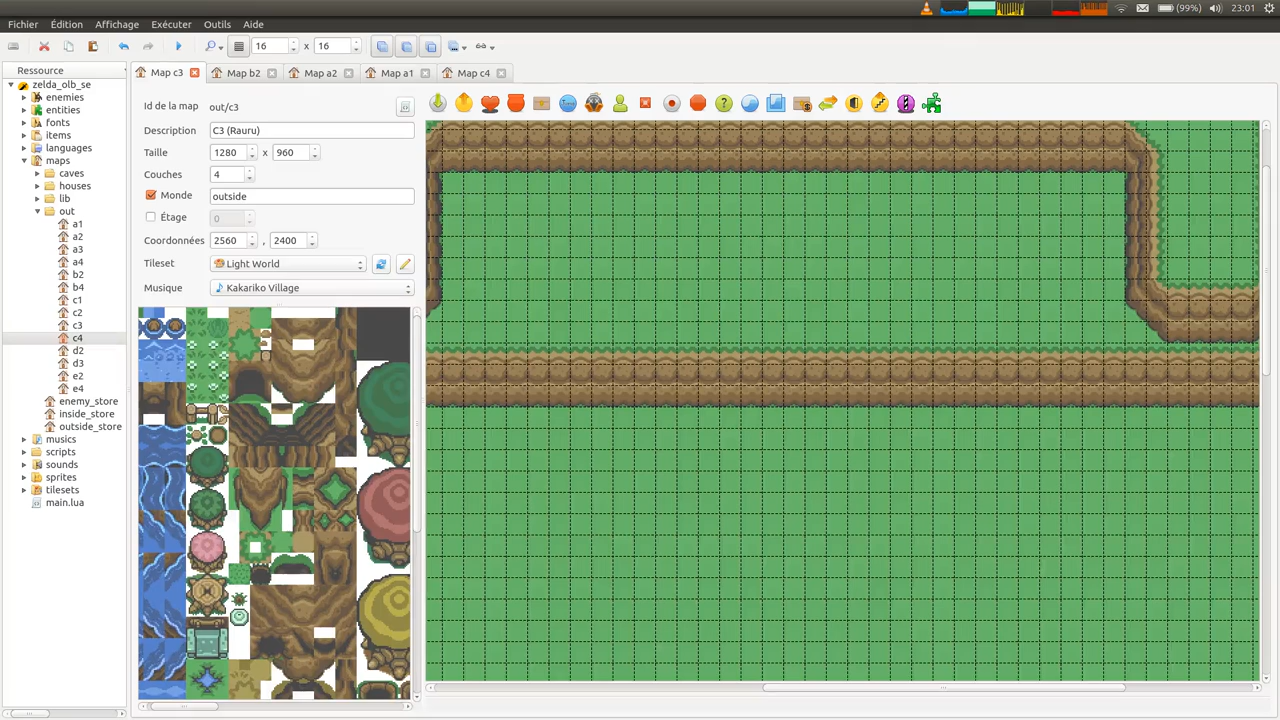 (99%) 23:01
Fichier Édition Affichage Exécuter Outils Aide
16 x 16
Ressource
zelda_olb_se
enemies
entities
fonts
items
languages
maps
caves
houses
lib
out
a1
a2
a3
a4
b2
b4
c1
c2
c3
c4
d2
d3
e2
e4
enemy_store
inside_store
outside_store
musics
scripts
sounds
sprites
tilesets
main.lua
Map c3 Map b2 Map a2 Map a1 Map c4
Id de la map out/c3
Description C3 (Rauru)
Taille 1280 x 960
Couches 4
Monde outside
Étage 0
Coordonnées 2560 , 2400
Tileset Light World
Musique Kakariko Village